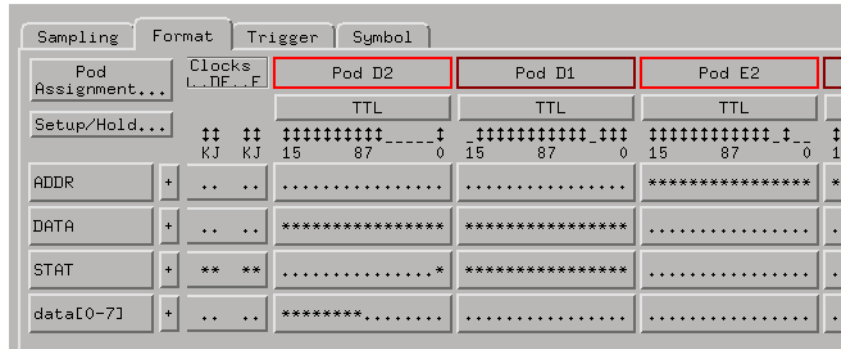 Sampling Format Trigger Symbol
Pod Assignment... Clocks Pod D2 Pod D1 Pod E2
TTL TTL TTL
Setup/Hold...
KJ KJ 15 87 0 15 87 0 15 87 0 1
ADDR + .. .. ................ ................ **************** *
DATA + .. .. **************** **************** ................ .
STAT + ** ** ...............* **************** ................ .
data[0-7] + .. .. ********........ ................ ................ .